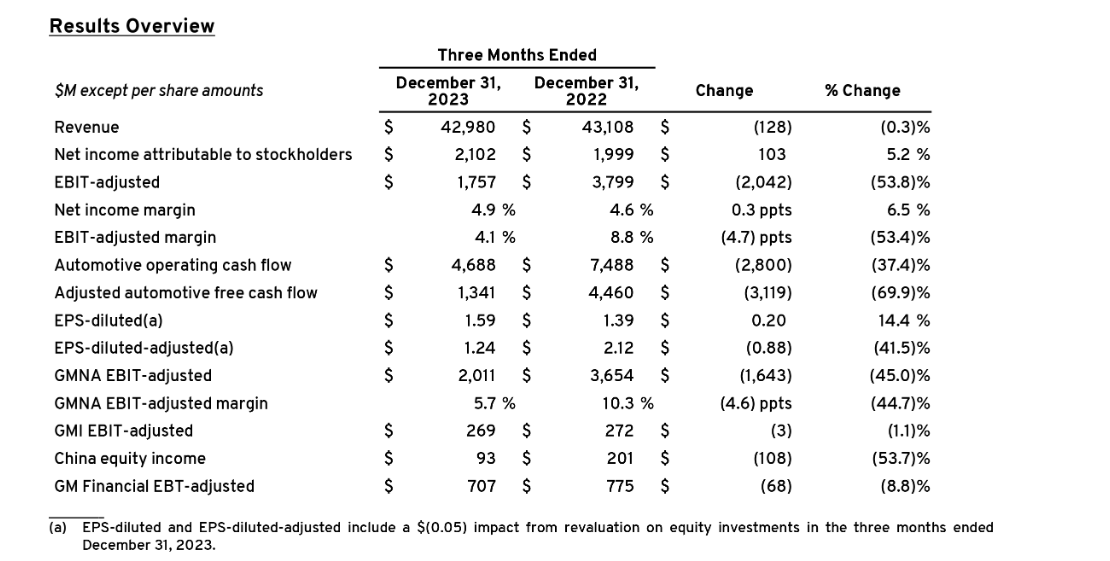 Results Overview
Three Months Ended
$M except per share amounts December 31, 2023 December 31, 2022 Change % Change
Revenue $ 42,980 $ 43,108 $ (128) (0.3)%
Net income attributable to stockholders $ 2,102 $ 1,999 $ 103 5.2 %
EBIT-adjusted $ 1,757 $ 3,799 $ (2,042) (53.8)%
Net income margin 4.9 % 4.6 % 0.3 ppts 6.5 %
EBIT-adjusted margin 4.1 % 8.8 % (4.7) ppts (53.4)%
Automotive operating cash flow $ 4,688 $ 7,488 $ (2,800) (37.4)%
Adjusted automotive free cash flow $ 1,341 $ 4,460 $ (3,119) (69.9)%
EPS-diluted(a) $ 1.59 $ 1.39 $ 0.20 14.4 %
EPS-diluted-adjusted(a) $ 1.24 $ 2.12 $ (0.88) (41.5)%
GMNA EBIT-adjusted $ 2,011 $ 3,654 $ (1,643) (45.0)%
GMNA EBIT-adjusted margin 5.7 % 10.3 % (4.6) ppts (44.7)%
GMI EBIT-adjusted $ 269 $ 272 $ (3) (1.1)%
China equity income $ 93 $ 201 $ (108) (53.7)%
GM Financial EBT-adjusted $ 707 $ 775 $ (68) (8.8)%
(a) EPS-diluted and EPS-diluted-adjusted include a $(0.05) impact from revaluation on equity investments in the three months ended
December 31, 2023.